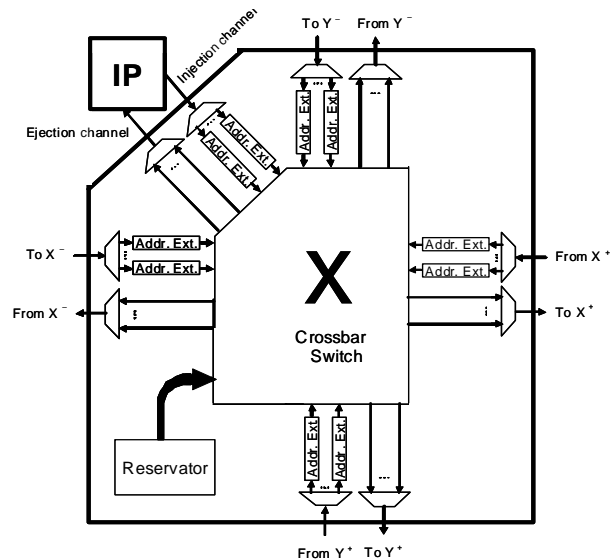 To Y⁻
From Y⁻
IP
Injection channel
Ejection channel
Addr. Ext.
Addr. Ext.
Addr. Ext.
Addr. Ext.
To X⁻
Addr. Ext.
Addr. Ext.
From X⁻
Addr. Ext.
Addr. Ext.
From X⁺
To X⁺
X
Crossbar
Switch
Reservator
Addr. Ext.
Addr. Ext.
From Y⁺
To Y⁺